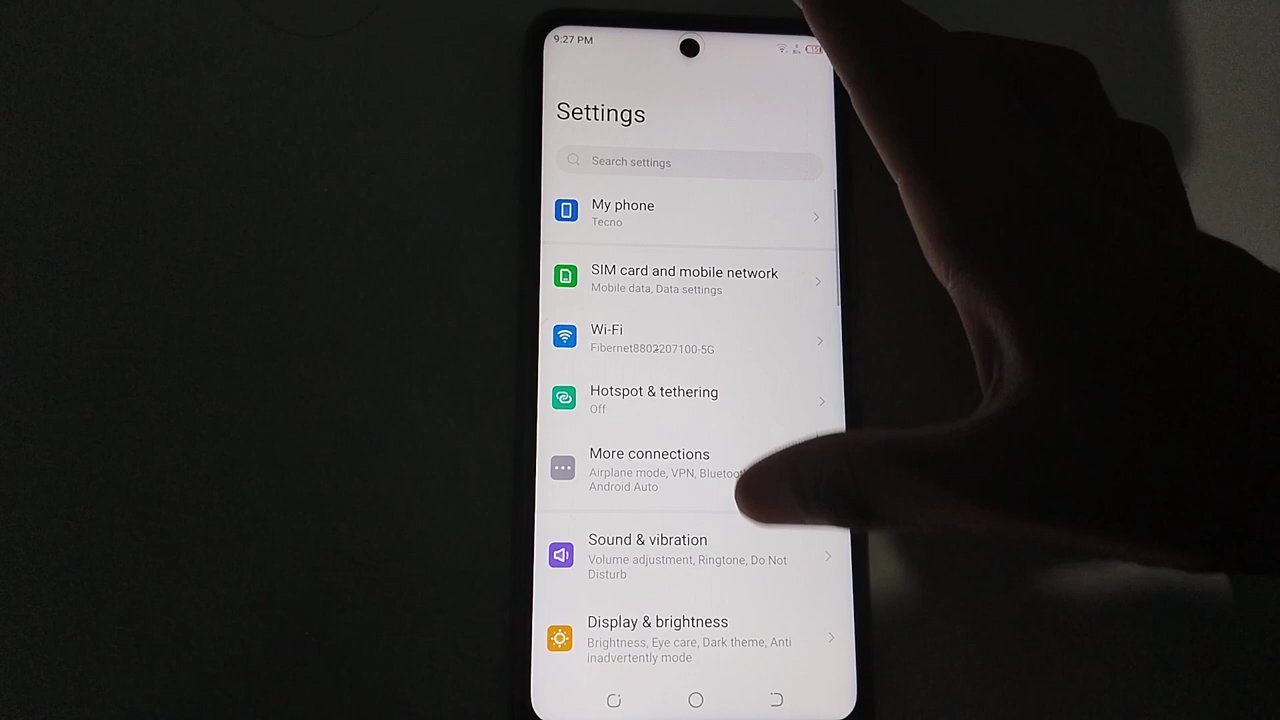 9:27 PM
Settings
Search settings
My phone
Tecno
SIM card and mobile network
Mobile data, Data settings
Wi-Fi
Fibernet8802207100-5G
Hotspot & tethering
Off
More connections
Airplane mode, VPN, Bluetooth
Android Auto
Sound & vibration
Volume adjustment, Ringtone, Do Not
Disturb
Display & brightness
Brightness, Eye care, Dark theme, Anti
inadvertently mode